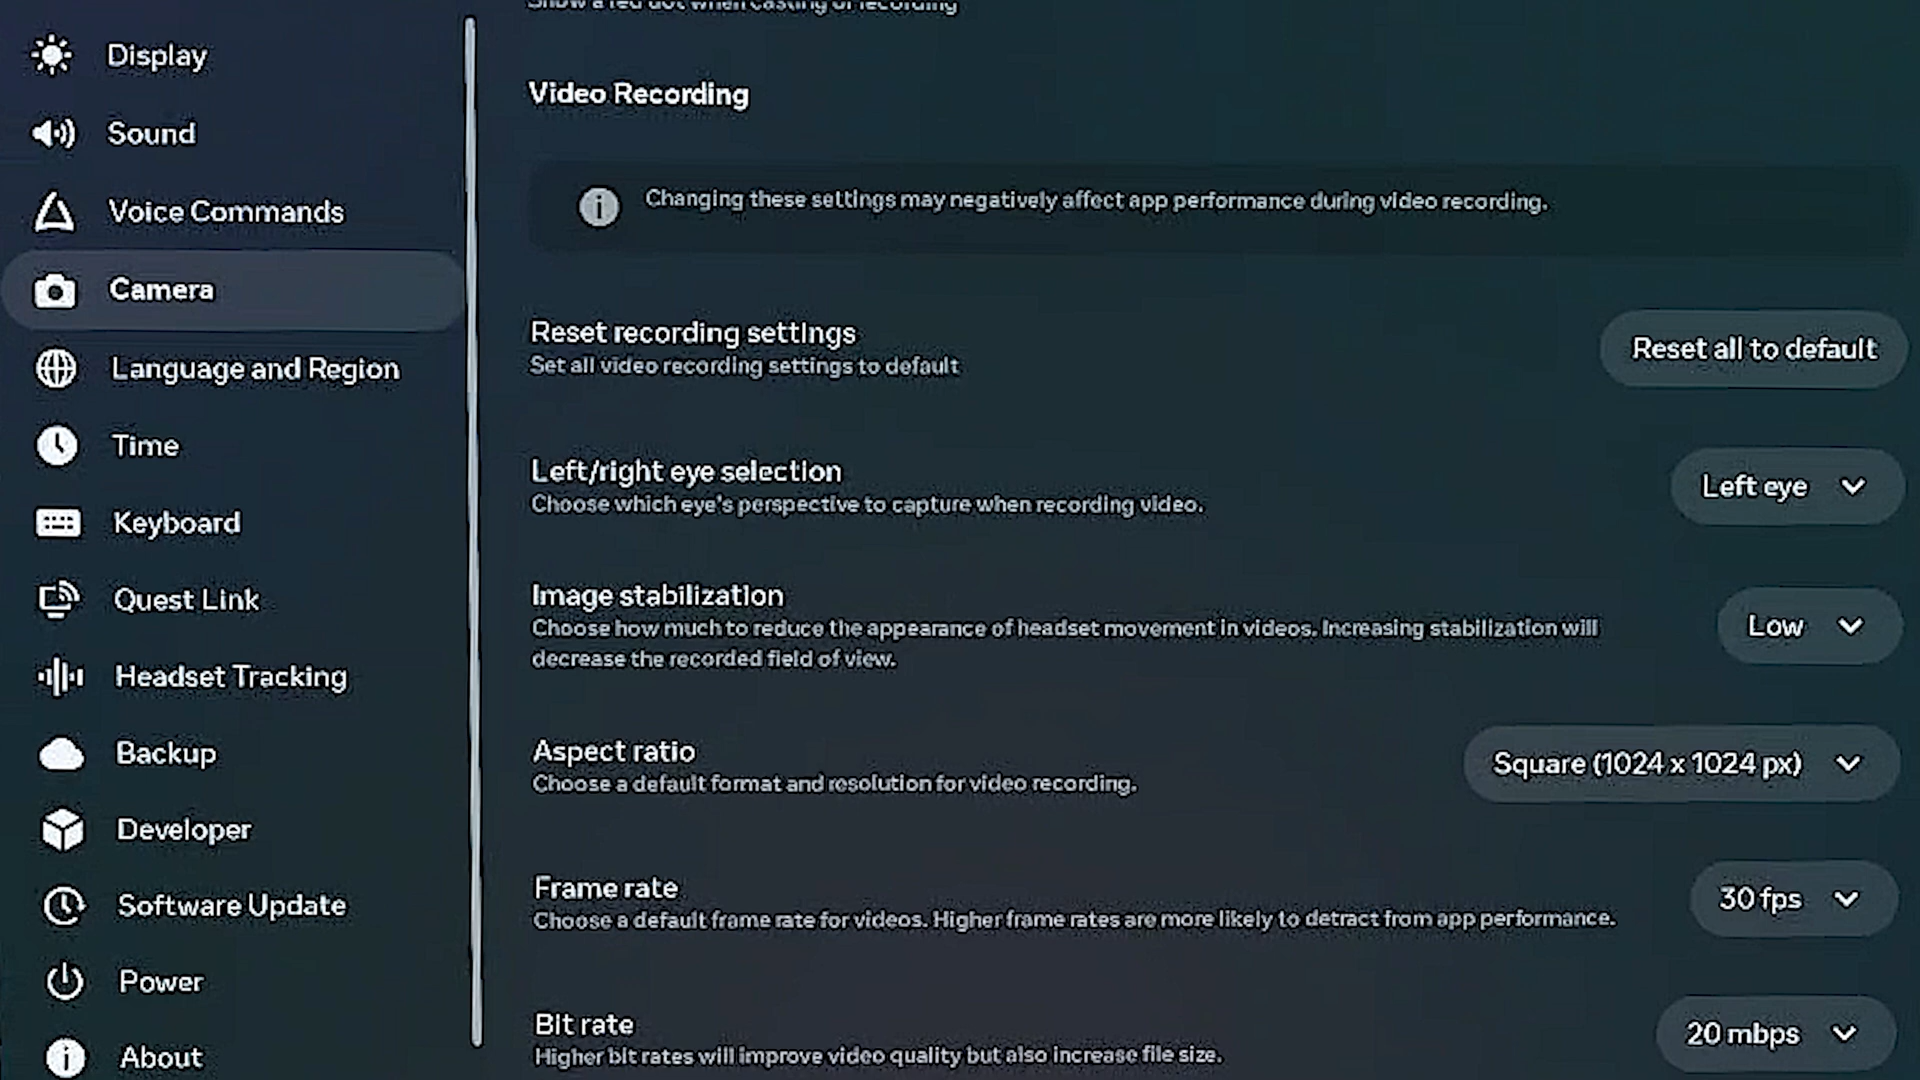 Show a red dot when casting or recording
Display
Sound
Voice Commands
Camera
Language and Region
Time
Keyboard
Quest Link
Headset Tracking
Backup
Developer
Software Update
Power
About
Video Recording
Changing these settings may negatively affect app performance during video recording.
Reset recording settings
Set all video recording settings to default
Reset all to default
Left/right eye selection
Choose which eye's perspective to capture when recording video.
Left eye
Image stabilization
Choose how much to reduce the appearance of headset movement in videos. Increasing stabilization will
decrease the recorded field of view.
Low
Aspect ratio
Choose a default format and resolution for video recording.
Square (1024 x 1024 px)
Frame rate
Choose a default frame rate for videos. Higher frame rates are more likely to detract from app performance.
30 fps
Bit rate
Higher bit rates will improve video quality but also increase file size.
20 mbps